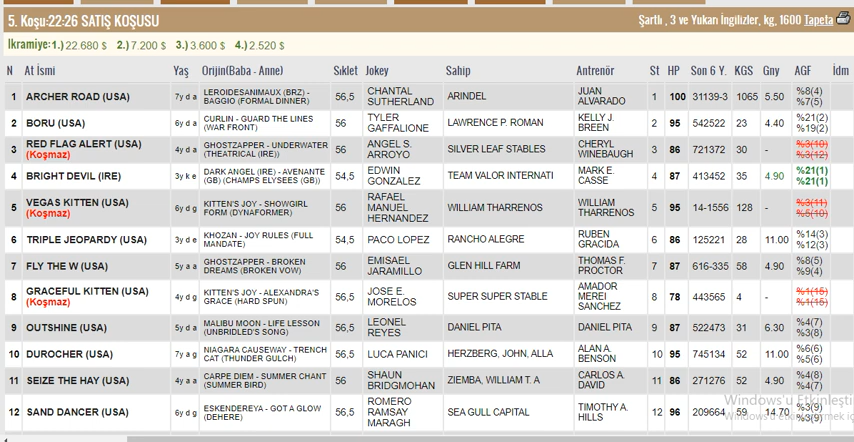 5. Koşu:22:26 SATIŞ KOŞUSU Şartlı , 3 ve Yukarı İngilizler, kg, 1600 Tapeta
İkramiye:1.) 22.680 $ 2.) 7.200 $ 3.) 3.600 $ 4.) 2.520 $
N At İsmi Yaş Orijin(Baba - Anne) Sıklet Jokey Sahip Antrenör St HP Son 6 Y. KGS Gny AGF İdm
1 ARCHER ROAD (USA) 7y d a LEROIDESANIMAUX (BRZ) - BAGGIO (FORMAL DINNER) 56,5 CHANTAL SUTHERLAND ARINDEL JUAN ALVARADO 1 100 31139-3 1065 5.50 %8(4) %7(5)
2 BORU (USA) 6y d a CURLIN - GUARD THE LINES (WAR FRONT) 56 TYLER GAFFALIONE LAWRENCE P. ROMAN KELLY J. BREEN 2 95 542522 23 4.40 %21(2) %19(2)
3 RED FLAG ALERT (USA) (Koşmaz) 4y d a GHOSTZAPPER - UNDERWATER (THEATRICAL (IRE)) 56 ANGEL S. ARROYO SILVER LEAF STABLES CHERYL WINEBAUGH 3 86 721372 30 - %3(10) %3(12)
4 BRIGHT DEVIL (IRE) 3y k e DARK ANGEL (IRE) - AVENANTE (GB) (CHAMPS ELYSEES (GB)) 54,5 EDWIN GONZALEZ TEAM VALOR INTERNATI MARK E. CASSE 4 87 413452 35 4.90 %21(1) %21(1)
5 VEGAS KITTEN (USA) (Koşmaz) 6y d g KITTEN'S JOY - SHOWGIRL FORM (DYNAFORMER) 56 RAFAEL MANUEL HERNANDEZ WILLIAM THARRENOS WILLIAM THARRENOS 5 95 14-1556 128 - %3(11) %5(10)
6 TRIPLE JEOPARDY (USA) 3y d e KHOZAN - JOY RULES (FULL MANDATE) 54,5 PACO LOPEZ RANCHO ALEGRE RUBEN GRACIDA 6 86 125221 28 11.00 %14(3) %12(3)
7 FLY THE W (USA) 5y a a GHOSTZAPPER - BROKEN DREAMS (BROKEN VOW) 56 EMISAEL JARAMILLO GLEN HILL FARM THOMAS F. PROCTOR 7 87 616-335 58 4.90 %8(5) %9(4)
8 GRACEFUL KITTEN (USA) (Koşmaz) 4y d g KITTEN'S JOY - ALEXANDRA'S GRACE (HARD SPUN) 56,5 JOSE E. MORELOS SUPER SUPER STABLE AMADOR MEREI SANCHEZ 8 78 443565 4 - %1(15) %1(15)
9 OUTSHINE (USA) 5y d a MALIBU MOON - LIFE LESSON (UNBRIDLED'S SONG) 56,5 LEONEL REYES DANIEL PITA DANIEL PITA 9 87 522473 31 6.30 %4(7) %3(8)
10 DUROCHER (USA) 7y a g NIAGARA CAUSEWAY - TRENCH CAT (THUNDER GULCH) 56,5 LUCA PANICI HERZBERG, JOHN, ALLA ALAN A. BENSON 10 95 745134 52 11.00 %6(6) %5(6)
11 SEIZE THE HAY (USA) 4y a a CARPE DIEM - SUMMER CHANT (SUMMER BIRD) 56 SHAUN BRIDGMOHAN ZIEMBA, WILLIAM T. A CARLOS A. DAVID 11 86 271276 52 4.90 %4(8) %4(7)
12 SAND DANCER (USA) 6y d g ESKENDEREYA - GOT A GLOW (DEHERE) 56,5 ROMERO RAMSAY MARAGH SEA GULL CAPITAL TIMOTHY A. HILLS 12 96 209664 59 14.70 %3(9) %3(9)
Windows'u Etkinleşti